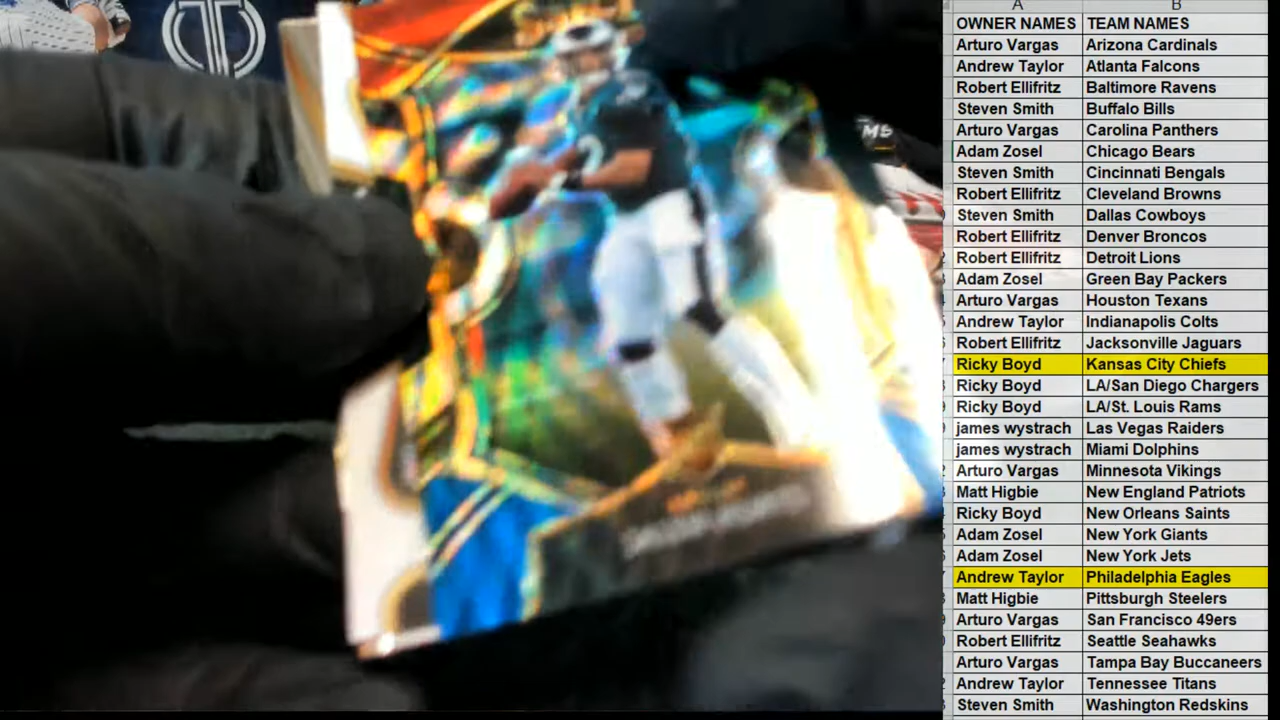 A B
OWNER NAMES TEAM NAMES
Arturo Vargas Arizona Cardinals
Andrew Taylor Atlanta Falcons
Robert Ellifritz Baltimore Ravens
Steven Smith Buffalo Bills
Arturo Vargas Carolina Panthers
Adam Zosel Chicago Bears
Steven Smith Cincinnati Bengals
Robert Ellifritz Cleveland Browns
Steven Smith Dallas Cowboys
Robert Ellifritz Denver Broncos
Robert Ellifritz Detroit Lions
Adam Zosel Green Bay Packers
Arturo Vargas Houston Texans
Andrew Taylor Indianapolis Colts
Robert Ellifritz Jacksonville Jaguars
Ricky Boyd Kansas City Chiefs
Ricky Boyd LA/San Diego Chargers
Ricky Boyd LA/St. Louis Rams
james wystrach Las Vegas Raiders
james wystrach Miami Dolphins
Arturo Vargas Minnesota Vikings
Matt Higbie New England Patriots
Ricky Boyd New Orleans Saints
Adam Zosel New York Giants
Adam Zosel New York Jets
Andrew Taylor Philadelphia Eagles
Matt Higbie Pittsburgh Steelers
Arturo Vargas San Francisco 49ers
Robert Ellifritz Seattle Seahawks
Arturo Vargas Tampa Bay Buccaneers
Andrew Taylor Tennessee Titans
Steven Smith Washington Redskins